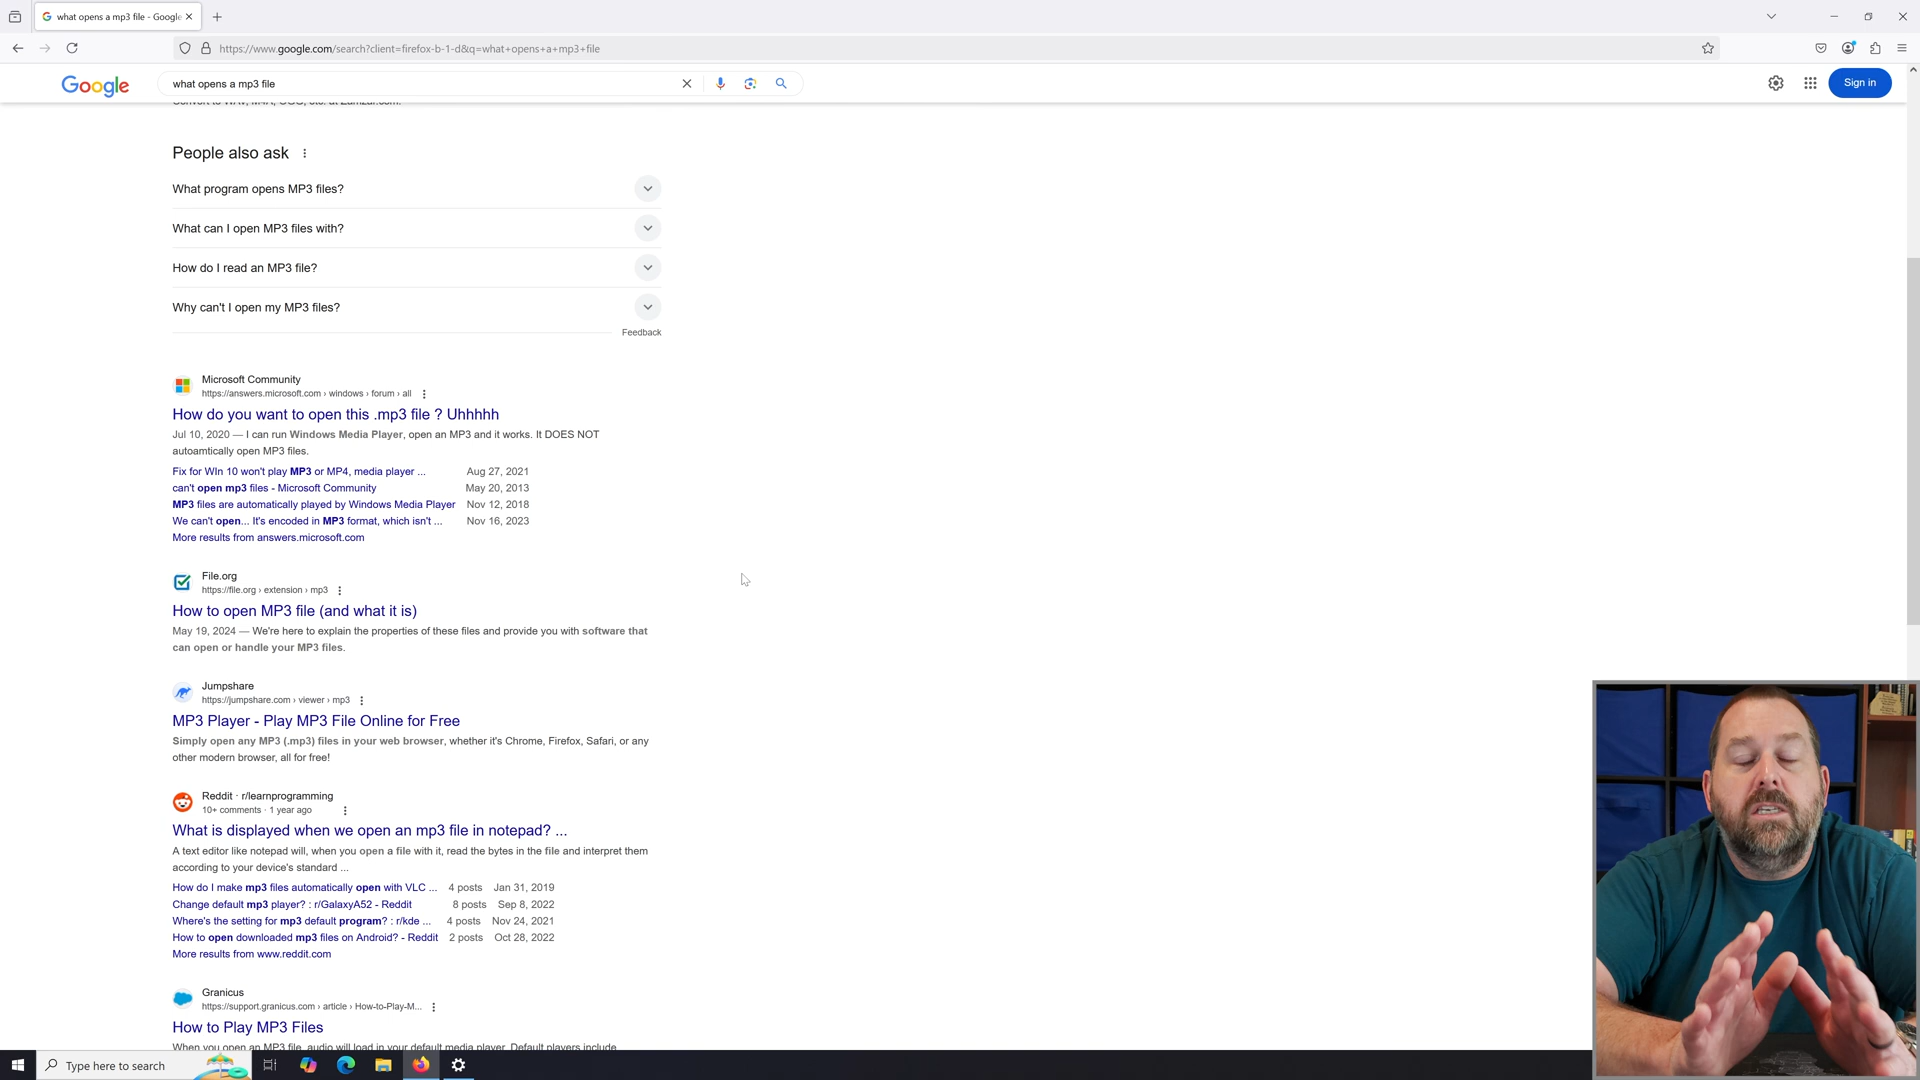 what opens a mp3 file - Google
https://www.google.com/search?client=firefox-b-1-d&q=what+opens+a+mp3+file
Google
what opens a mp3 file
Sign in
People also ask
What program opens MP3 files?
What can I open MP3 files with?
How do I read an MP3 file?
Why can't I open my MP3 files?
Feedback
Microsoft Community
https://answers.microsoft.com › windows › forum › all
How do you want to open this .mp3 file ? Uhhhhh
Jul 10, 2020 — I can run Windows Media Player, open an MP3 and it works. It DOES NOT
autoamtically open MP3 files.
Fix for WIn 10 won't play MP3 or MP4, media player ... Aug 27, 2021
can't open mp3 files - Microsoft Community May 20, 2013
MP3 files are automatically played by Windows Media Player Nov 12, 2018
We can't open... It's encoded in MP3 format, which isn't ... Nov 16, 2023
More results from answers.microsoft.com
File.org
https://file.org › extension › mp3
How to open MP3 file (and what it is)
May 19, 2024 — We're here to explain the properties of these files and provide you with software that
can open or handle your MP3 files.
Jumpshare
https://jumpshare.com › viewer › mp3
MP3 Player - Play MP3 File Online for Free
Simply open any MP3 (.mp3) files in your web browser, whether it's Chrome, Firefox, Safari, or any
other modern browser, all for free!
Reddit · r/learnprogramming
10+ comments · 1 year ago
What is displayed when we open an mp3 file in notepad? ...
A text editor like notepad will, when you open a file with it, read the bytes in the file and interpret them
according to your device's standard ...
How do I make mp3 files automatically open with VLC ... 4 posts Jan 31, 2019
Change default mp3 player? : r/GalaxyA52 - Reddit 8 posts Sep 8, 2022
Where's the setting for mp3 default program? : r/kde ... 4 posts Nov 24, 2021
How to open downloaded mp3 files on Android? - Reddit 2 posts Oct 28, 2022
More results from www.reddit.com
Granicus
https://support.granicus.com › article › How-to-Play-M...
How to Play MP3 Files
When you open an MP3 file, audio will load in your default media player. Default players include
Type here to search